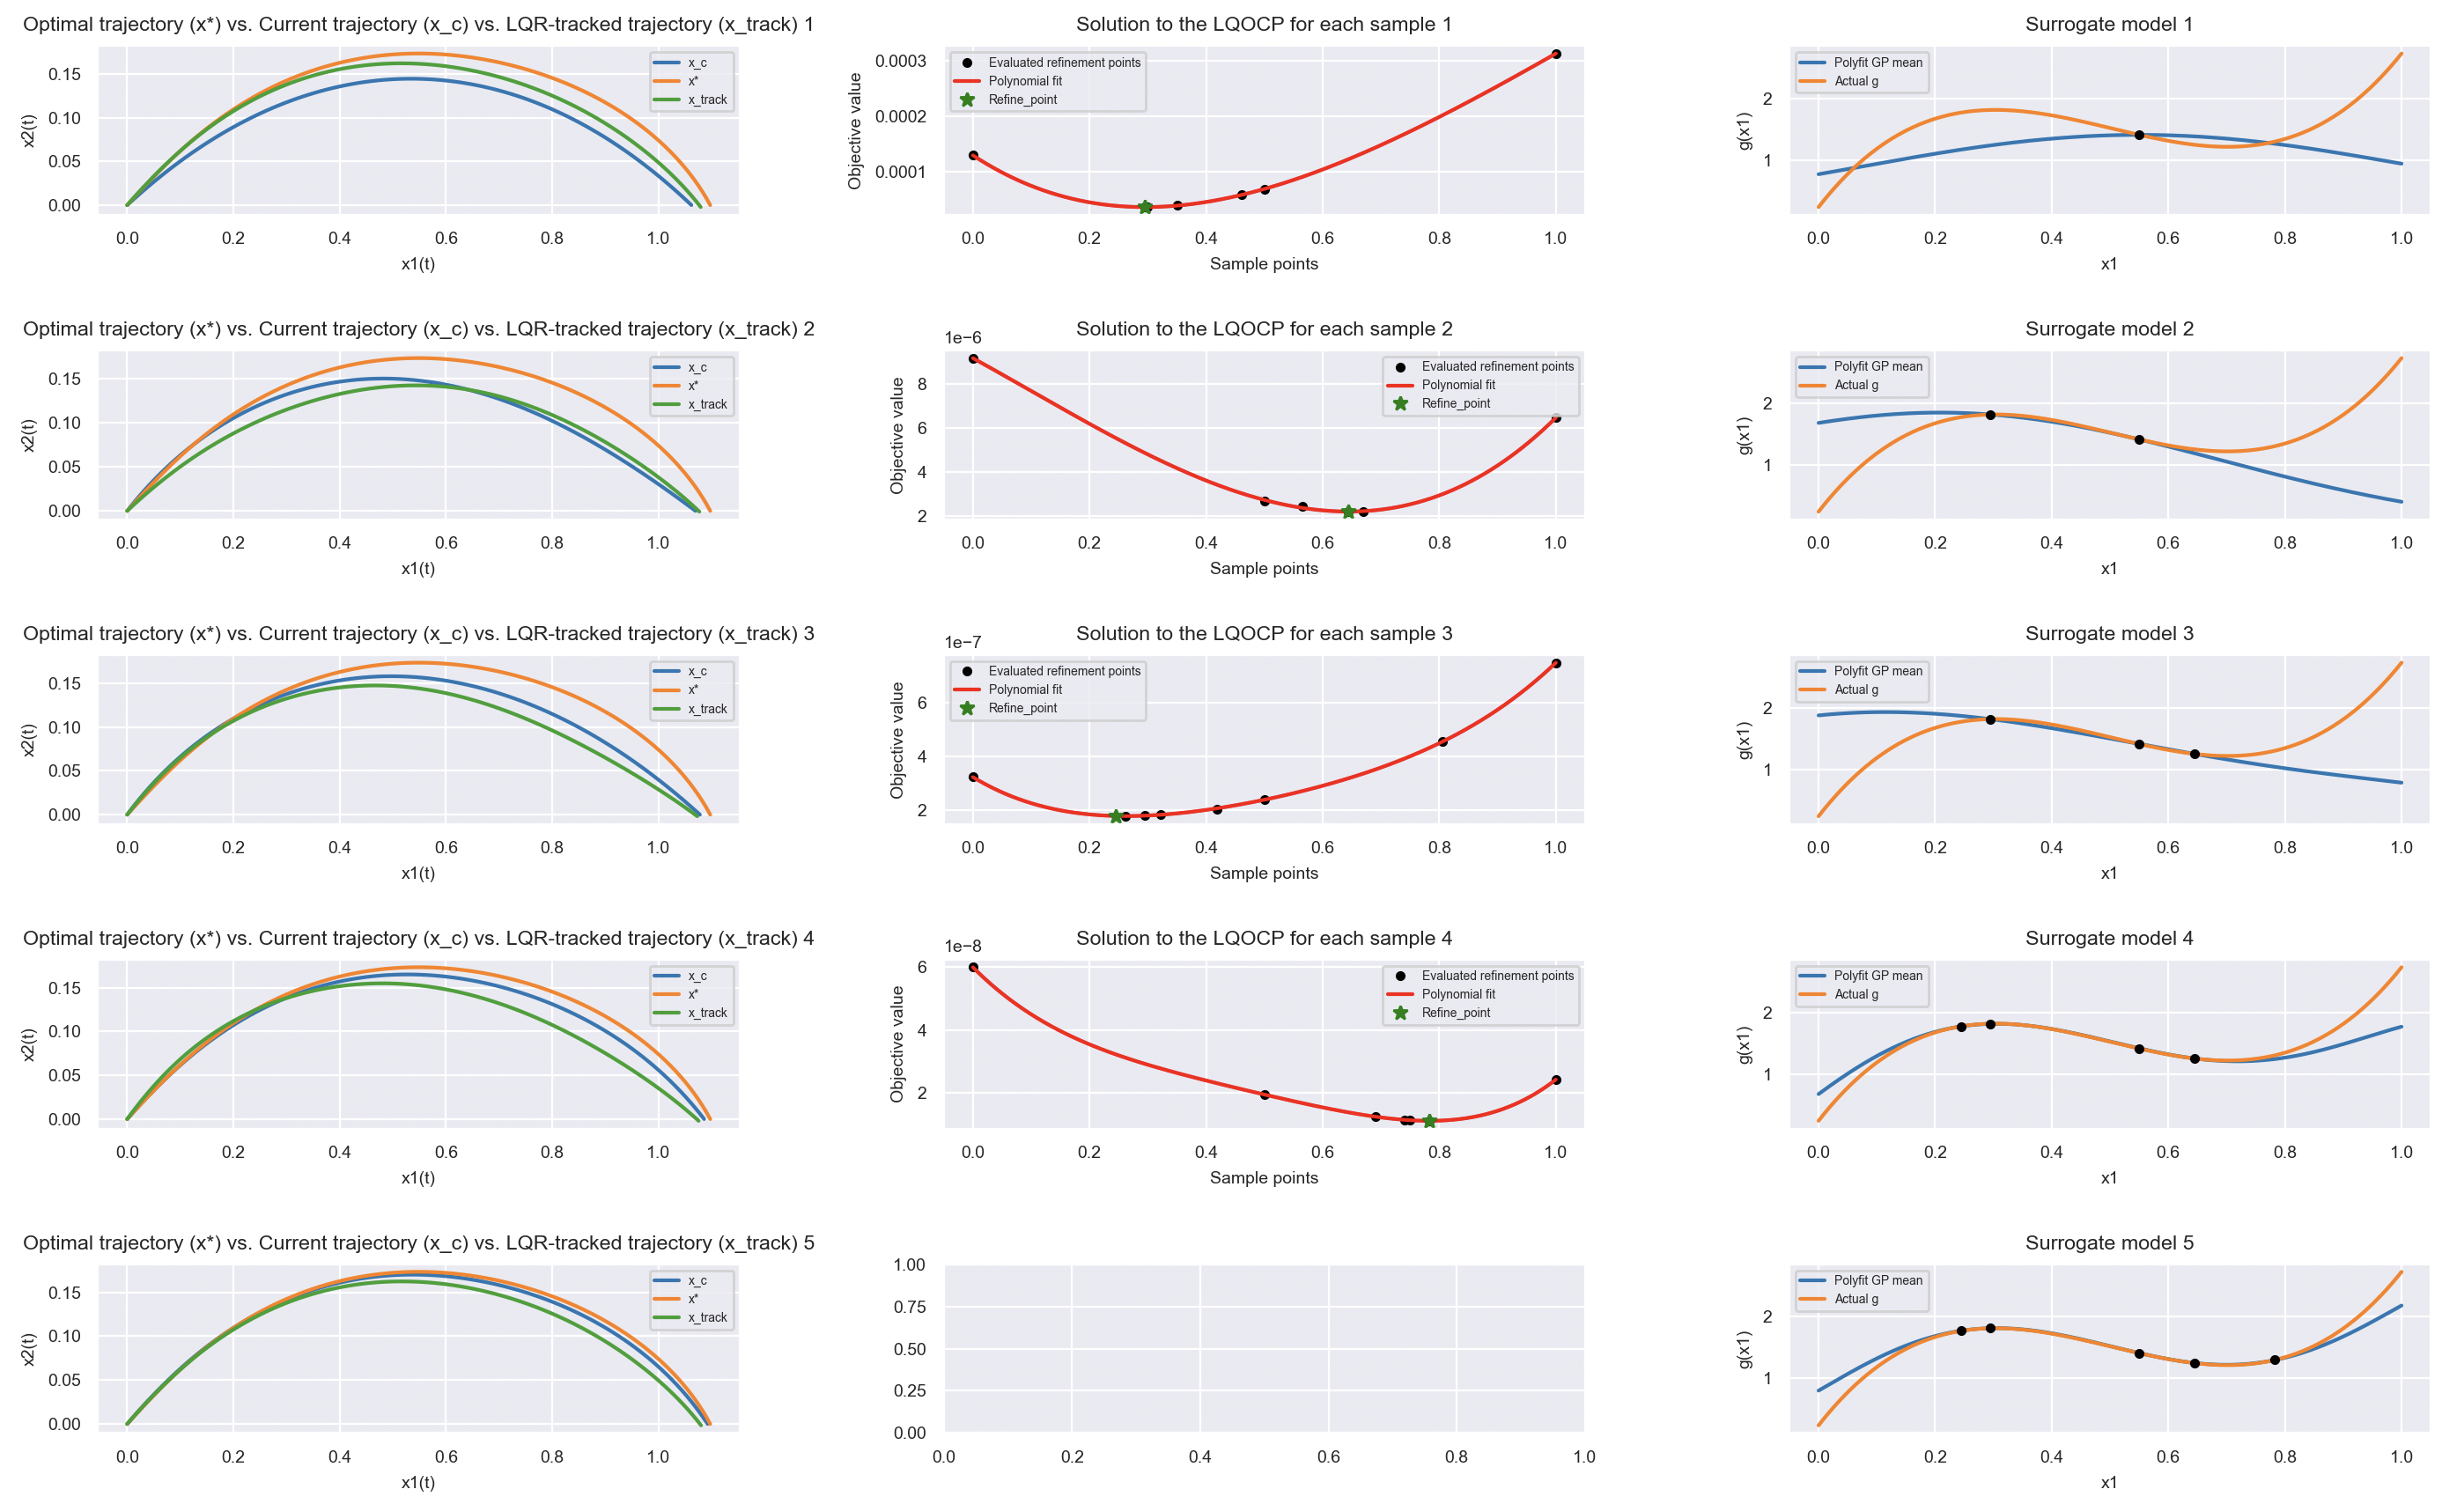 Optimal trajectory (x*) vs. Current trajectory (x_c) vs. LQR-tracked trajectory (x_track) 1
x2(t)
0.15
0.10
0.05
0.00
x_c
x*
x_track
0.0 0.2 0.4 0.6 0.8 1.0
x1(t)
Solution to the LQOCP for each sample 1
Objective value
0.0003
0.0002
0.0001
Evaluated refinement points
Polynomial fit
Refine_point
0.0 0.2 0.4 0.6 0.8 1.0
Sample points
Surrogate model 1
g(x1)
2
1
Polyfit GP mean
Actual g
0.0 0.2 0.4 0.6 0.8 1.0
x1
Optimal trajectory (x*) vs. Current trajectory (x_c) vs. LQR-tracked trajectory (x_track) 2
x2(t)
0.15
0.10
0.05
0.00
x_c
x*
x_track
0.0 0.2 0.4 0.6 0.8 1.0
x1(t)
Solution to the LQOCP for each sample 2
1e−6
Objective value
8
6
4
2
Evaluated refinement points
Polynomial fit
Refine_point
0.0 0.2 0.4 0.6 0.8 1.0
Sample points
Surrogate model 2
g(x1)
2
1
Polyfit GP mean
Actual g
0.0 0.2 0.4 0.6 0.8 1.0
x1
Optimal trajectory (x*) vs. Current trajectory (x_c) vs. LQR-tracked trajectory (x_track) 3
x2(t)
0.15
0.10
0.05
0.00
x_c
x*
x_track
0.0 0.2 0.4 0.6 0.8 1.0
x1(t)
Solution to the LQOCP for each sample 3
1e−7
Objective value
6
4
2
Evaluated refinement points
Polynomial fit
Refine_point
0.0 0.2 0.4 0.6 0.8 1.0
Sample points
Surrogate model 3
g(x1)
2
1
Polyfit GP mean
Actual g
0.0 0.2 0.4 0.6 0.8 1.0
x1
Optimal trajectory (x*) vs. Current trajectory (x_c) vs. LQR-tracked trajectory (x_track) 4
x2(t)
0.15
0.10
0.05
0.00
x_c
x*
x_track
0.0 0.2 0.4 0.6 0.8 1.0
x1(t)
Solution to the LQOCP for each sample 4
1e−8
Objective value
6
4
2
Evaluated refinement points
Polynomial fit
Refine_point
0.0 0.2 0.4 0.6 0.8 1.0
Sample points
Surrogate model 4
g(x1)
2
1
Polyfit GP mean
Actual g
0.0 0.2 0.4 0.6 0.8 1.0
x1
Optimal trajectory (x*) vs. Current trajectory (x_c) vs. LQR-tracked trajectory (x_track) 5
x2(t)
0.15
0.10
0.05
0.00
x_c
x*
x_track
0.0 0.2 0.4 0.6 0.8 1.0
x1(t)
1.00
0.75
0.50
0.25
0.00
0.0 0.2 0.4 0.6 0.8 1.0
Surrogate model 5
g(x1)
2
1
Polyfit GP mean
Actual g
0.0 0.2 0.4 0.6 0.8 1.0
x1